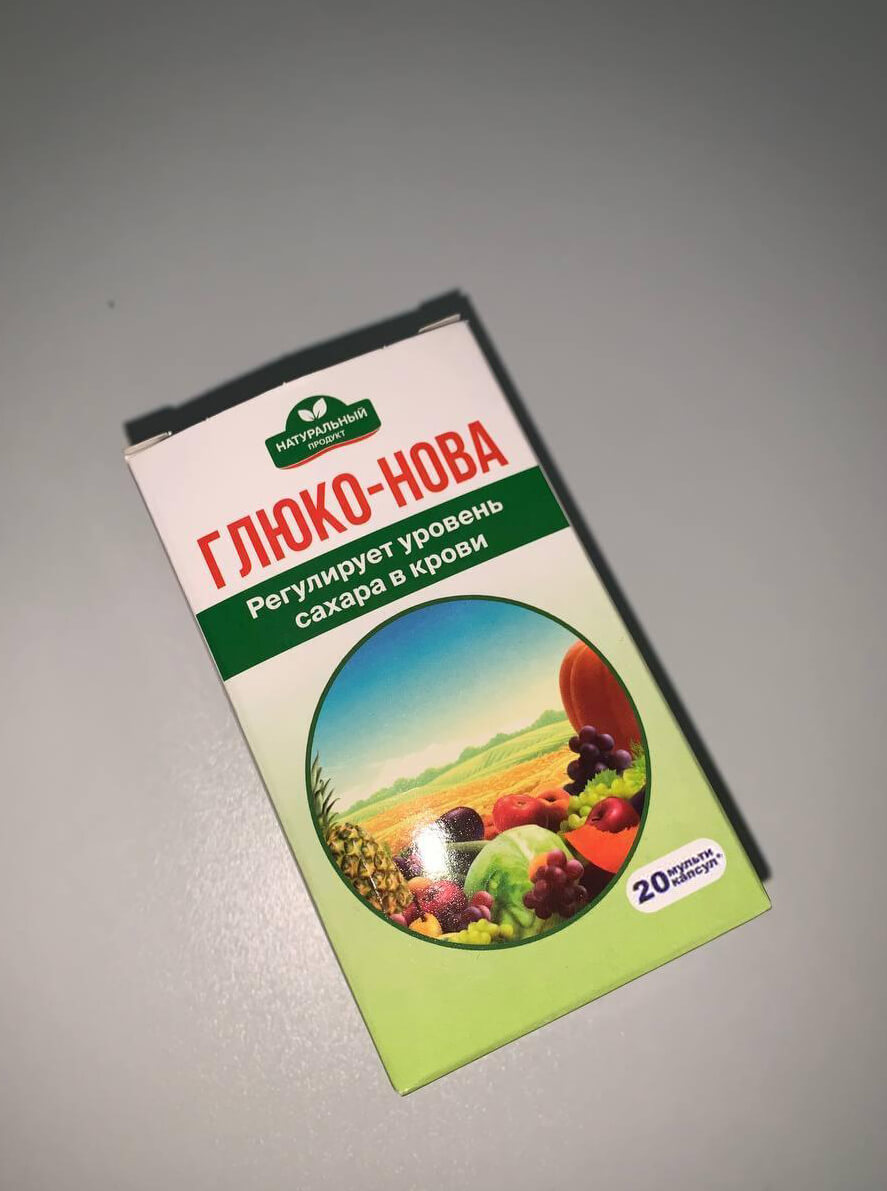 НАТУРАЛЬНЫЙ
ПРОДУКТ
ГЛЮКО-НОВА
Регулирует уровень
сахара в крови
20 мульти
капсул*